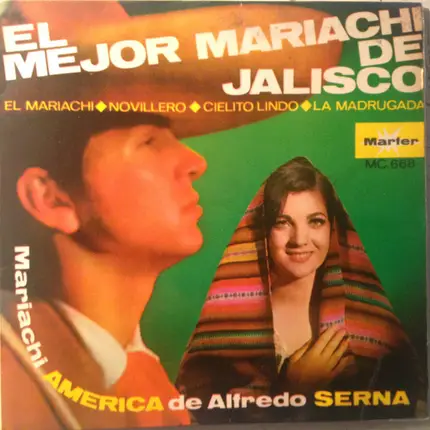 EL
MEJOR MARIACHI
DE
JALISCO
EL MARIACHI◆NOVILLERO◆CIELITO LINDO◆LA MADRUGADA
Marfer
MC.668
Mariachi AMERICA de Alfredo SERNA